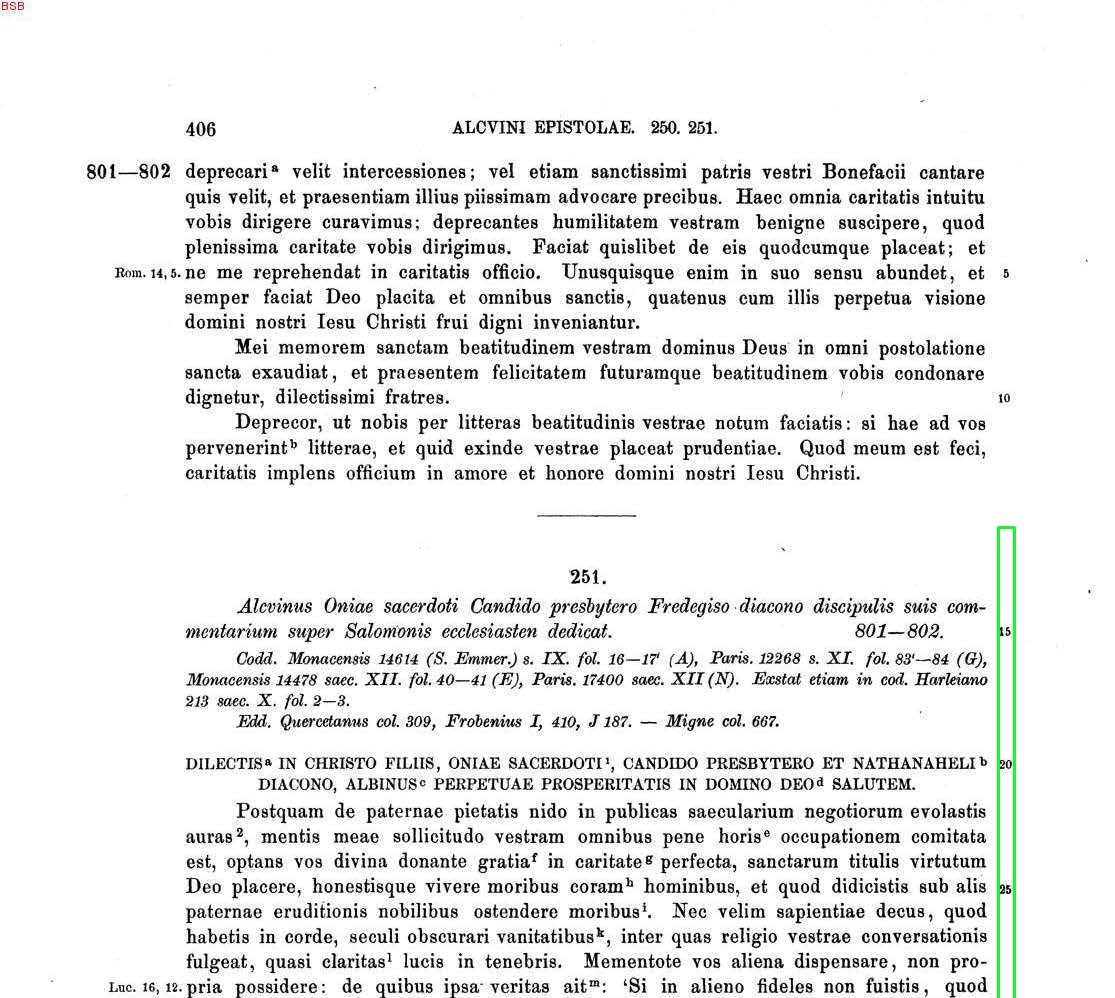 BSB
406 ALCVINI EPISTOLAE. 250. 251.
801—802 deprecari a velit intercessiones; vel etiam sanctissimi patris vestri Bonefacii cantare
quis velit, et praesentiam illius piissimam advocare precibus. Haec omnia caritatis intuitu
vobis dirigere curavimus; deprecantes humilitatem vestram benigne suscipere, quod
plenissima caritate vobis dirigimus. Faciat quislibet de eis quodcumque placeat; et
Rom. 14, 5. ne me reprehendat in caritatis officio. Unusquisque enim in suo sensu abundet, et 5
semper faciat Deo placita et omnibus sanctis, quatenus cum illis perpetua visione
domini nostri Iesu Christi frui digni inveniantur.
Mei memorem sanctam beatitudinem vestram dominus Deus in omni postolatione
sancta exaudiat, et praesentem felicitatem futuramque beatitudinem vobis condonare
dignetur, dilectissimi fratres. 10
Deprecor, ut nobis per litteras beatitudinis vestrae notum faciatis: si hae ad vos
pervenerint b litterae, et quid exinde vestrae placeat prudentiae. Quod meum est feci,
caritatis implens officium in amore et honore domini nostri Iesu Christi.
251.
Alcvinus Oniae sacerdoti Candido presbytero Fredegiso diacono discipulis suis com-
mentarium super Salomonis ecclesiasten dedicat. 801—802. 15
Codd. Monacensis 14614 (S. Emmer.) s. IX. fol. 16—17' (A), Paris. 12268 s. XI. fol. 83'—84 (G),
Monacensis 14478 saec. XII. fol. 40—41 (E), Paris. 17400 saec. XII (N). Exstat etiam in cod. Harleiano
213 saec. X. fol. 2—3.
Edd. Quercetanus col. 309, Frobenius I, 410, J 187. — Migne col. 667.
DILECTIS a IN CHRISTO FILIIS, ONIAE SACERDOTI 1, CANDIDO PRESBYTERO ET NATHANAHELI b 20
DIACONO, ALBINUS c PERPETUAE PROSPERITATIS IN DOMINO DEO d SALUTEM.
Postquam de paternae pietatis nido in publicas saecularium negotiorum evolastis
auras 2, mentis meae sollicitudo vestram omnibus pene horis e occupationem comitata
est, optans vos divina donante gratia f in caritate g perfecta, sanctarum titulis virtutum
Deo placere, honestisque vivere moribus coram h hominibus, et quod didicistis sub alis 25
paternae eruditionis nobilibus ostendere moribus i. Nec velim sapientiae decus, quod
habetis in corde, seculi obscurari vanitatibus k, inter quas religio vestrae conversationis
fulgeat, quasi claritas l lucis in tenebris. Mementote vos aliena dispensare, non pro-
Luc. 16, 12. pria possidere: de quibus ipsa veritas ait m: 'Si in alieno fideles non fuistis, quod